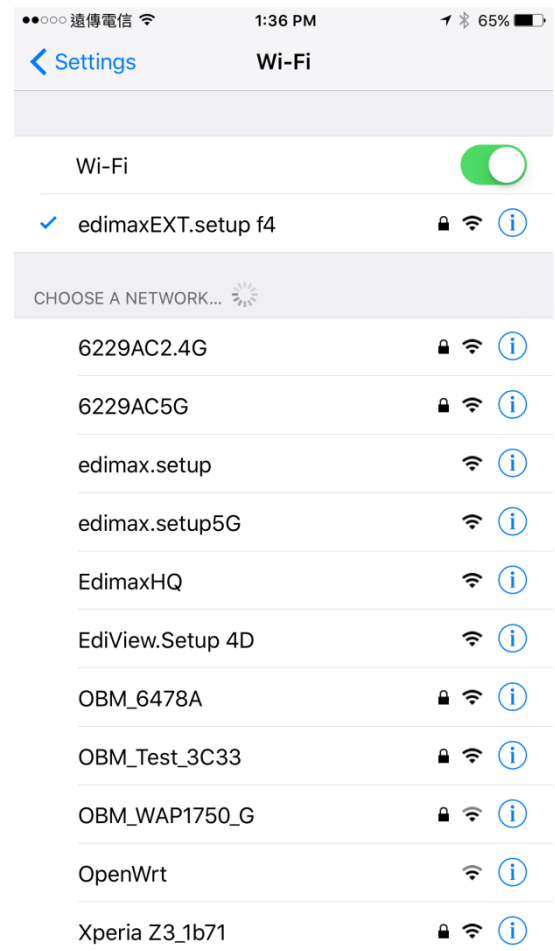 遠傳電信 1:36 PM 65%
Settings Wi-Fi
Wi-Fi
edimaxEXT.setup f4
CHOOSE A NETWORK...
6229AC2.4G
6229AC5G
edimax.setup
edimax.setup5G
EdimaxHQ
EdiView.Setup 4D
OBM_6478A
OBM_Test_3C33
OBM_WAP1750_G
OpenWrt
Xperia Z3_1b71